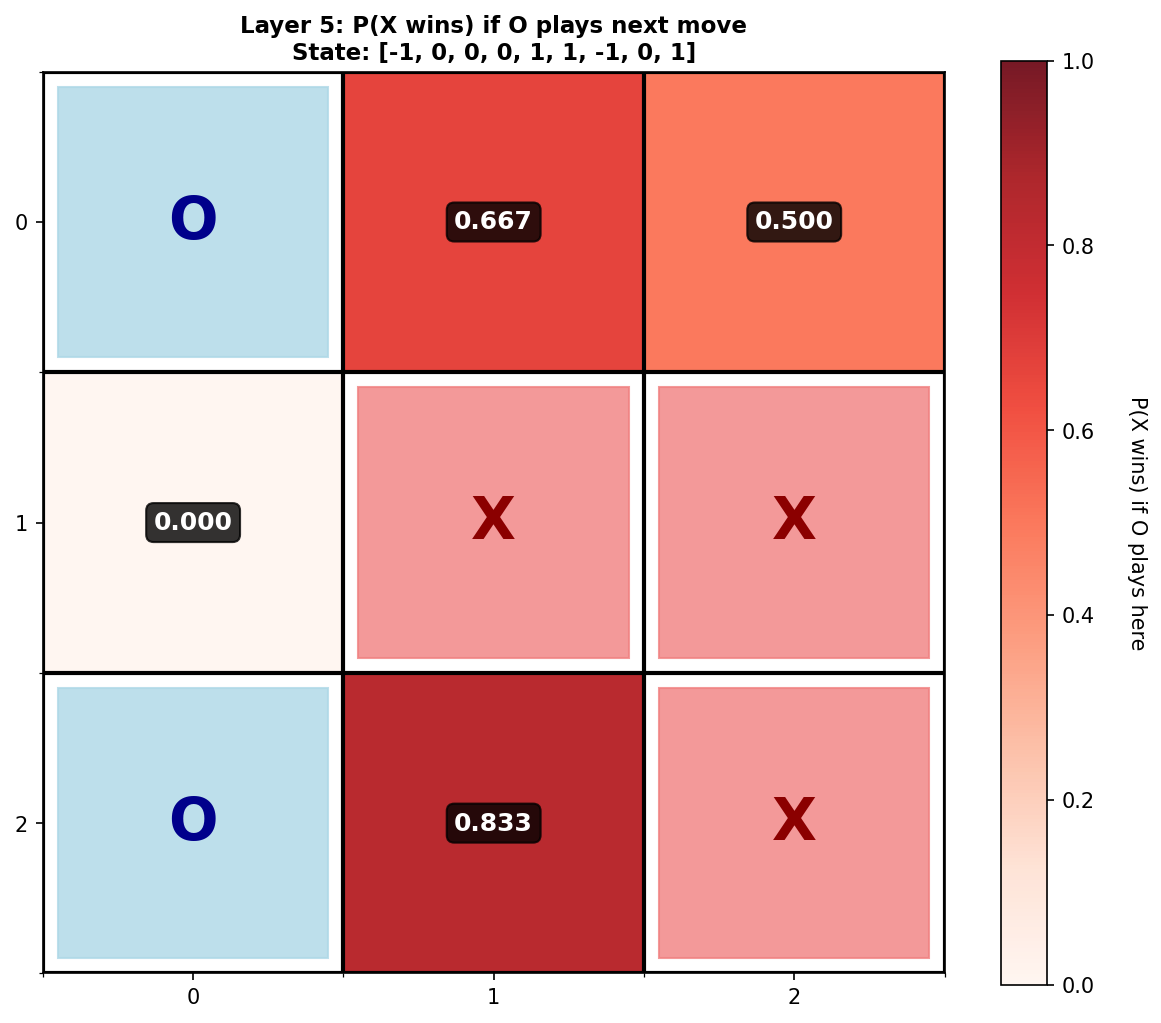 Layer 5: P(X wins) if O plays next move
State: [-1, 0, 0, 0, 1, 1, -1, 0, 1]
0
O
0.667
0.500
1
0.000
X
X
2
O
0.833
X
0
1
2
1.0
0.8
0.6
0.4
0.2
0.0
P(X wins) if O plays here